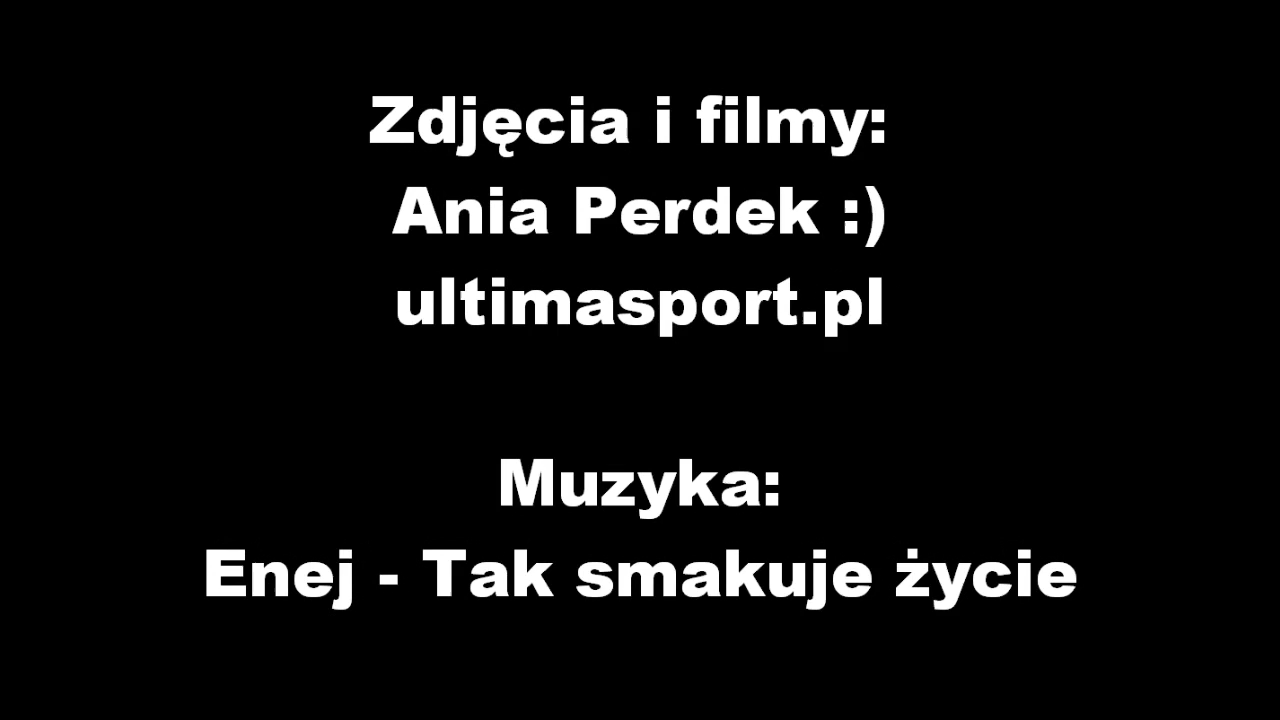 Zdjęcia i filmy:
Ania Perdek :)
ultimasport.pl
Muzyka:
Enej - Tak smakuje życie